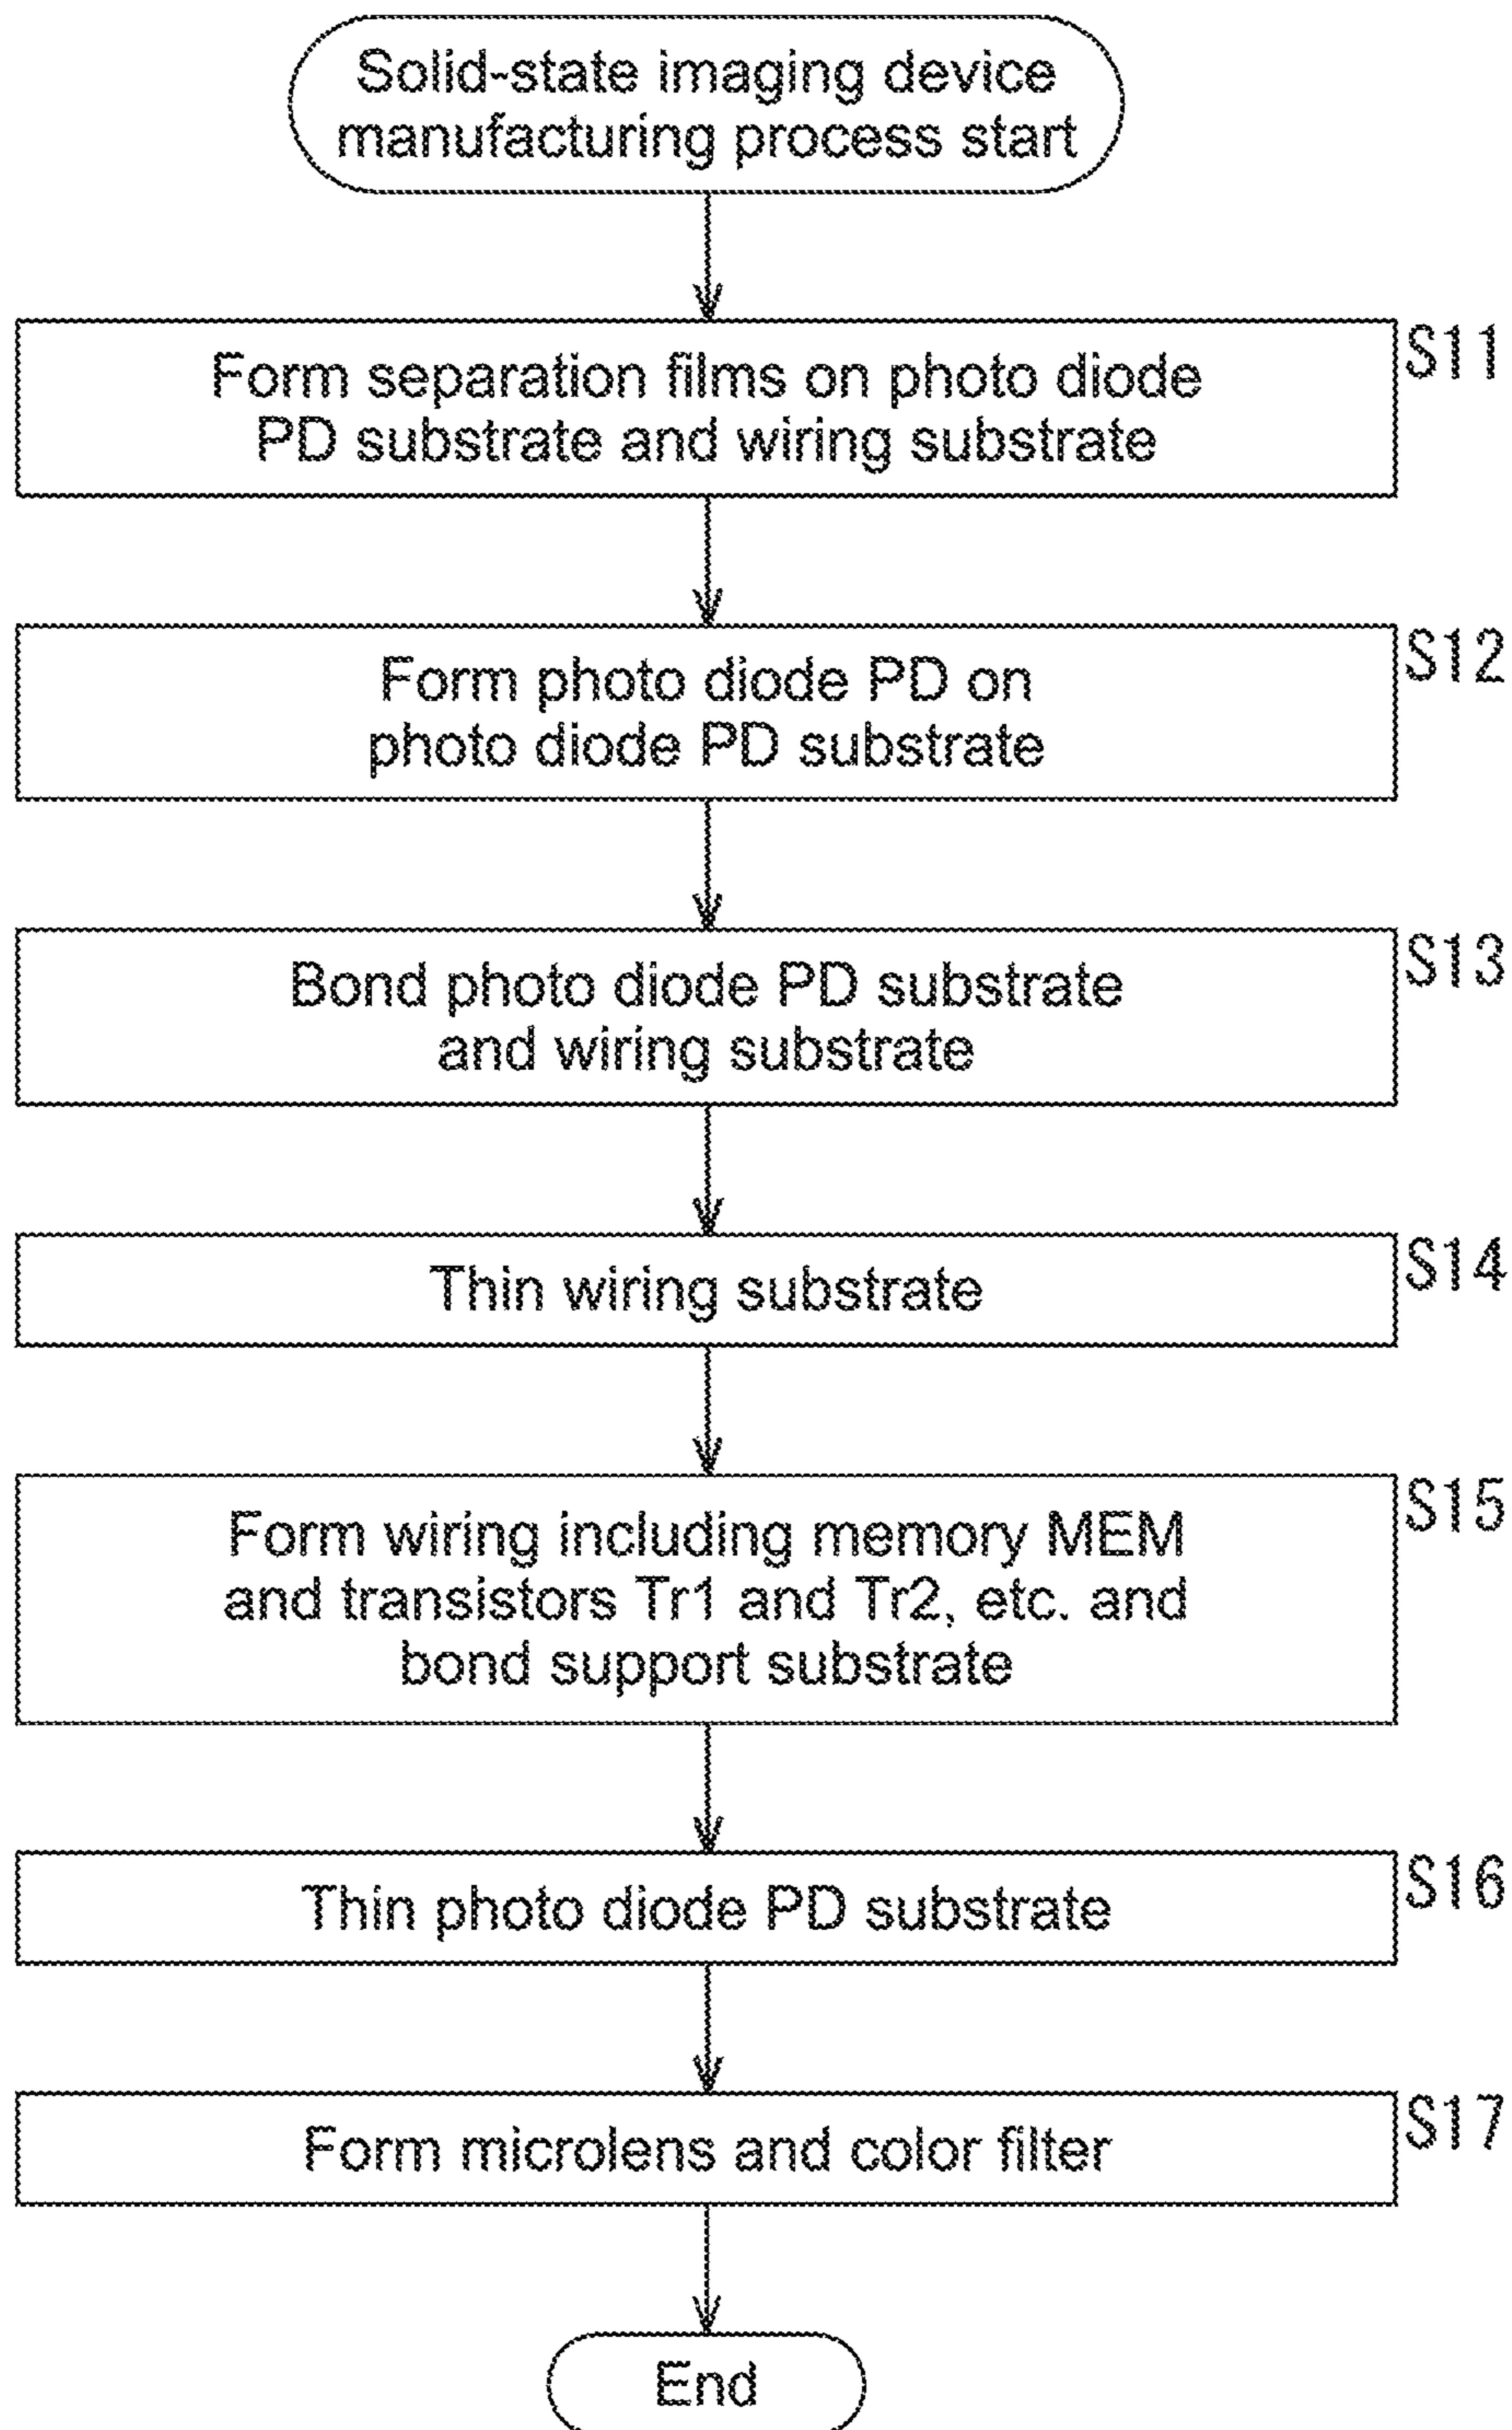 Solid-state imaging device
manufacturing process start
S11
Form separation films on photo diode
PD substrate and wiring substrate
S12
Form photo diode PD on
photo diode PD substrate
S13
Bond photo diode PD substrate
and wiring substrate
S14
Thin wiring substrate
S15
Form wiring including memory MEM
and transistors Tr1 and Tr2, etc. and
bond support substrate
S16
Thin photo diode PD substrate
S17
Form microlens and color filter
End